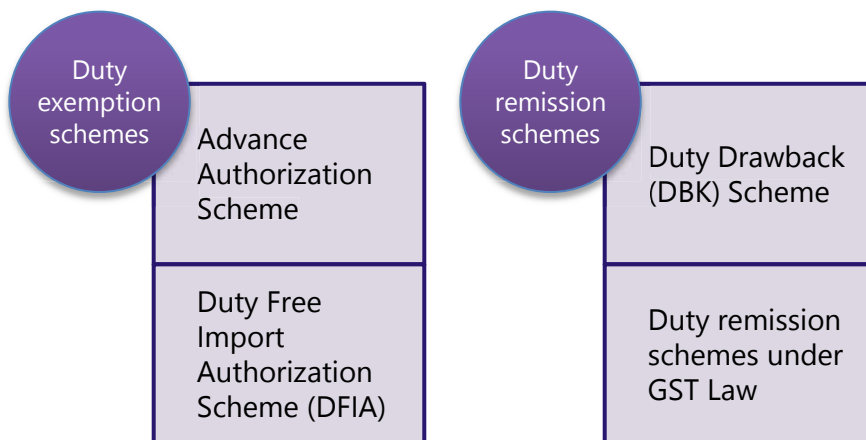 Duty
exemption
schemes
Advance
Authorization
Scheme
Duty Free
Import
Authorization
Scheme (DFIA)
Duty
remission
schemes
Duty Drawback
(DBK) Scheme
Duty remission
schemes under
GST Law